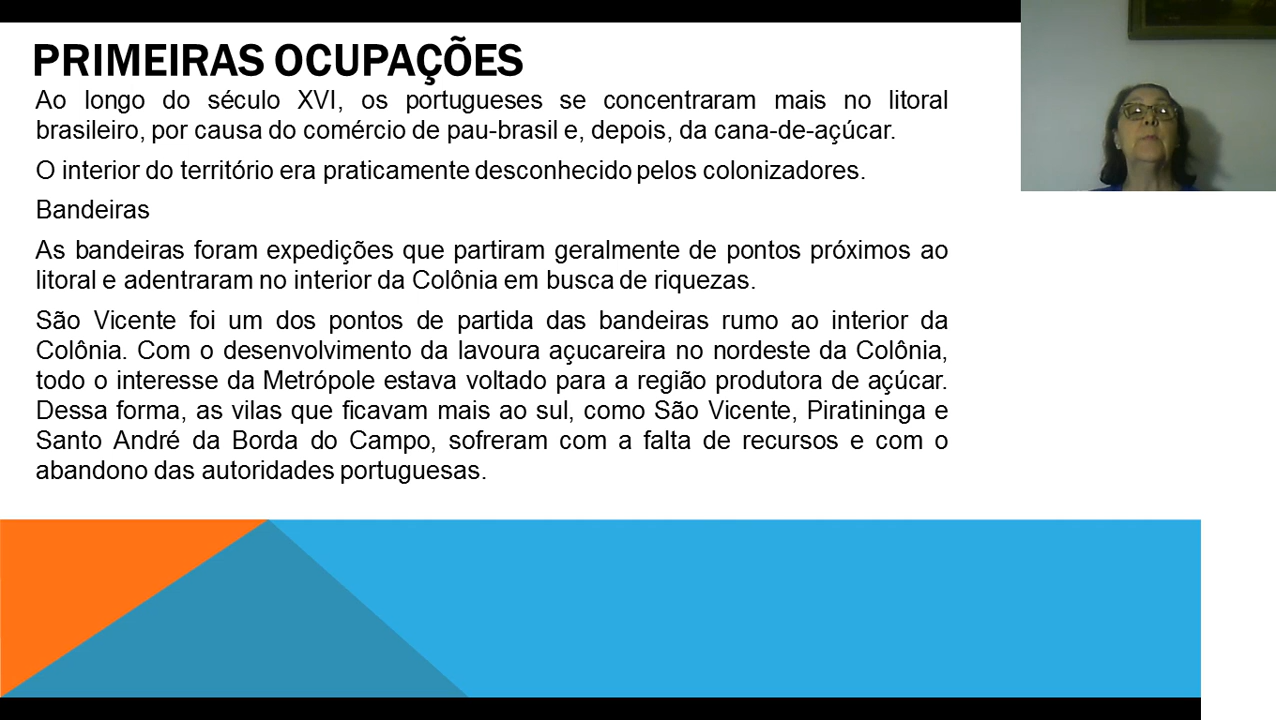 PRIMEIRAS OCUPAÇÕES
Ao longo do século XVI, os portugueses se concentraram mais no litoral
brasileiro, por causa do comércio de pau-brasil e, depois, da cana-de-açúcar.
O interior do território era praticamente desconhecido pelos colonizadores.
Bandeiras
As bandeiras foram expedições que partiram geralmente de pontos próximos ao
litoral e adentraram no interior da Colônia em busca de riquezas.
São Vicente foi um dos pontos de partida das bandeiras rumo ao interior da
Colônia. Com o desenvolvimento da lavoura açucareira no nordeste da Colônia,
todo o interesse da Metrópole estava voltado para a região produtora de açúcar.
Dessa forma, as vilas que ficavam mais ao sul, como São Vicente, Piratininga e
Santo André da Borda do Campo, sofreram com a falta de recursos e com o
abandono das autoridades portuguesas.